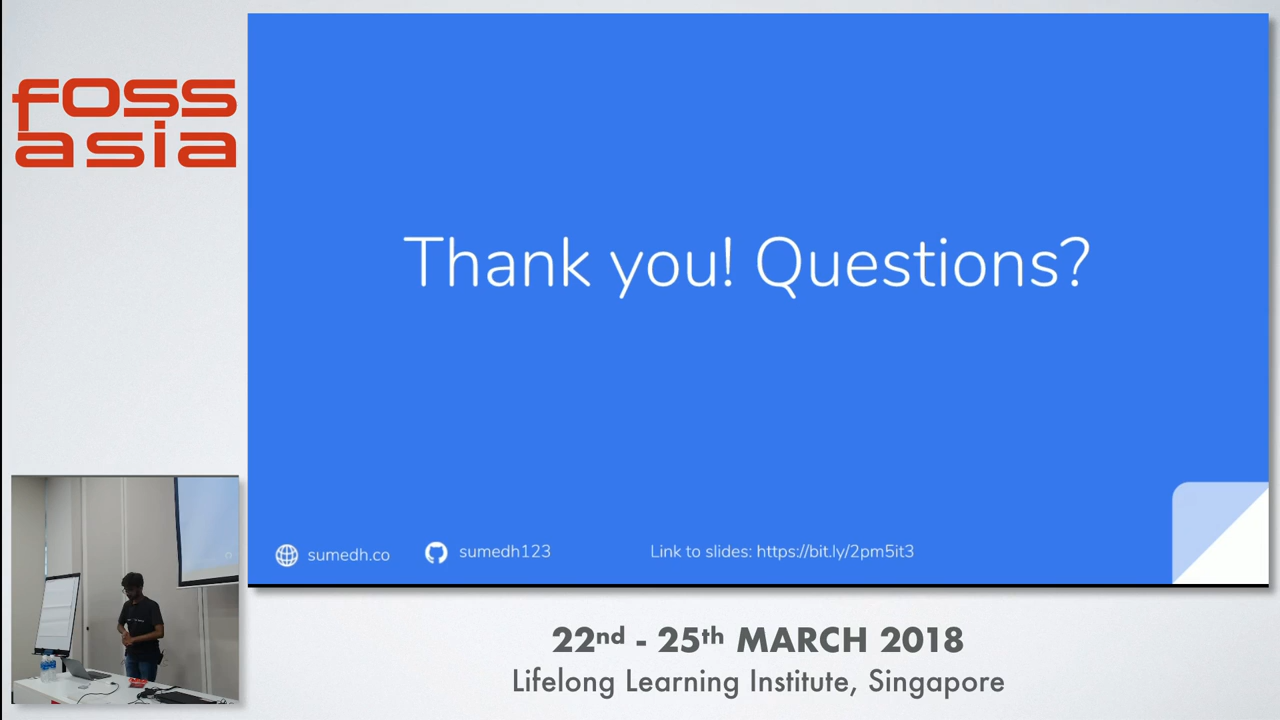 foss
asia
Thank you! Questions?
sumedh.co
sumedh123
Link to slides: https://bit.ly/2pm5it3
22nd - 25th MARCH 2018
Lifelong Learning Institute, Singapore